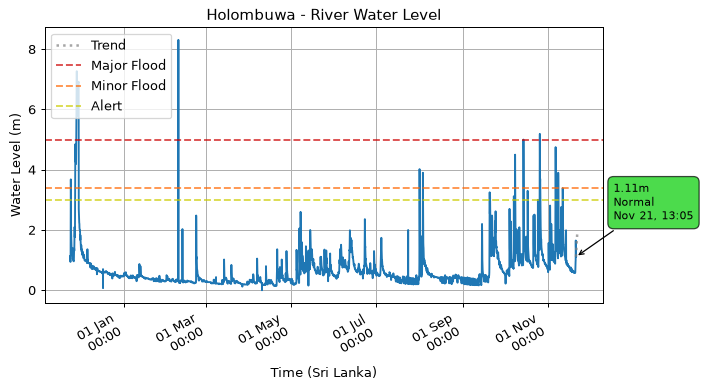 Holombuwa - River Water Level
Trend
Major Flood
Minor Flood
Alert
Water Level (m)
8
6
4
2
0
1.11m
Normal
Nov 21, 13:05
01 Jan
00:00
01 Mar
00:00
01 May
00:00
01 Jul
00:00
01 Sep
00:00
01 Nov
00:00
Time (Sri Lanka)